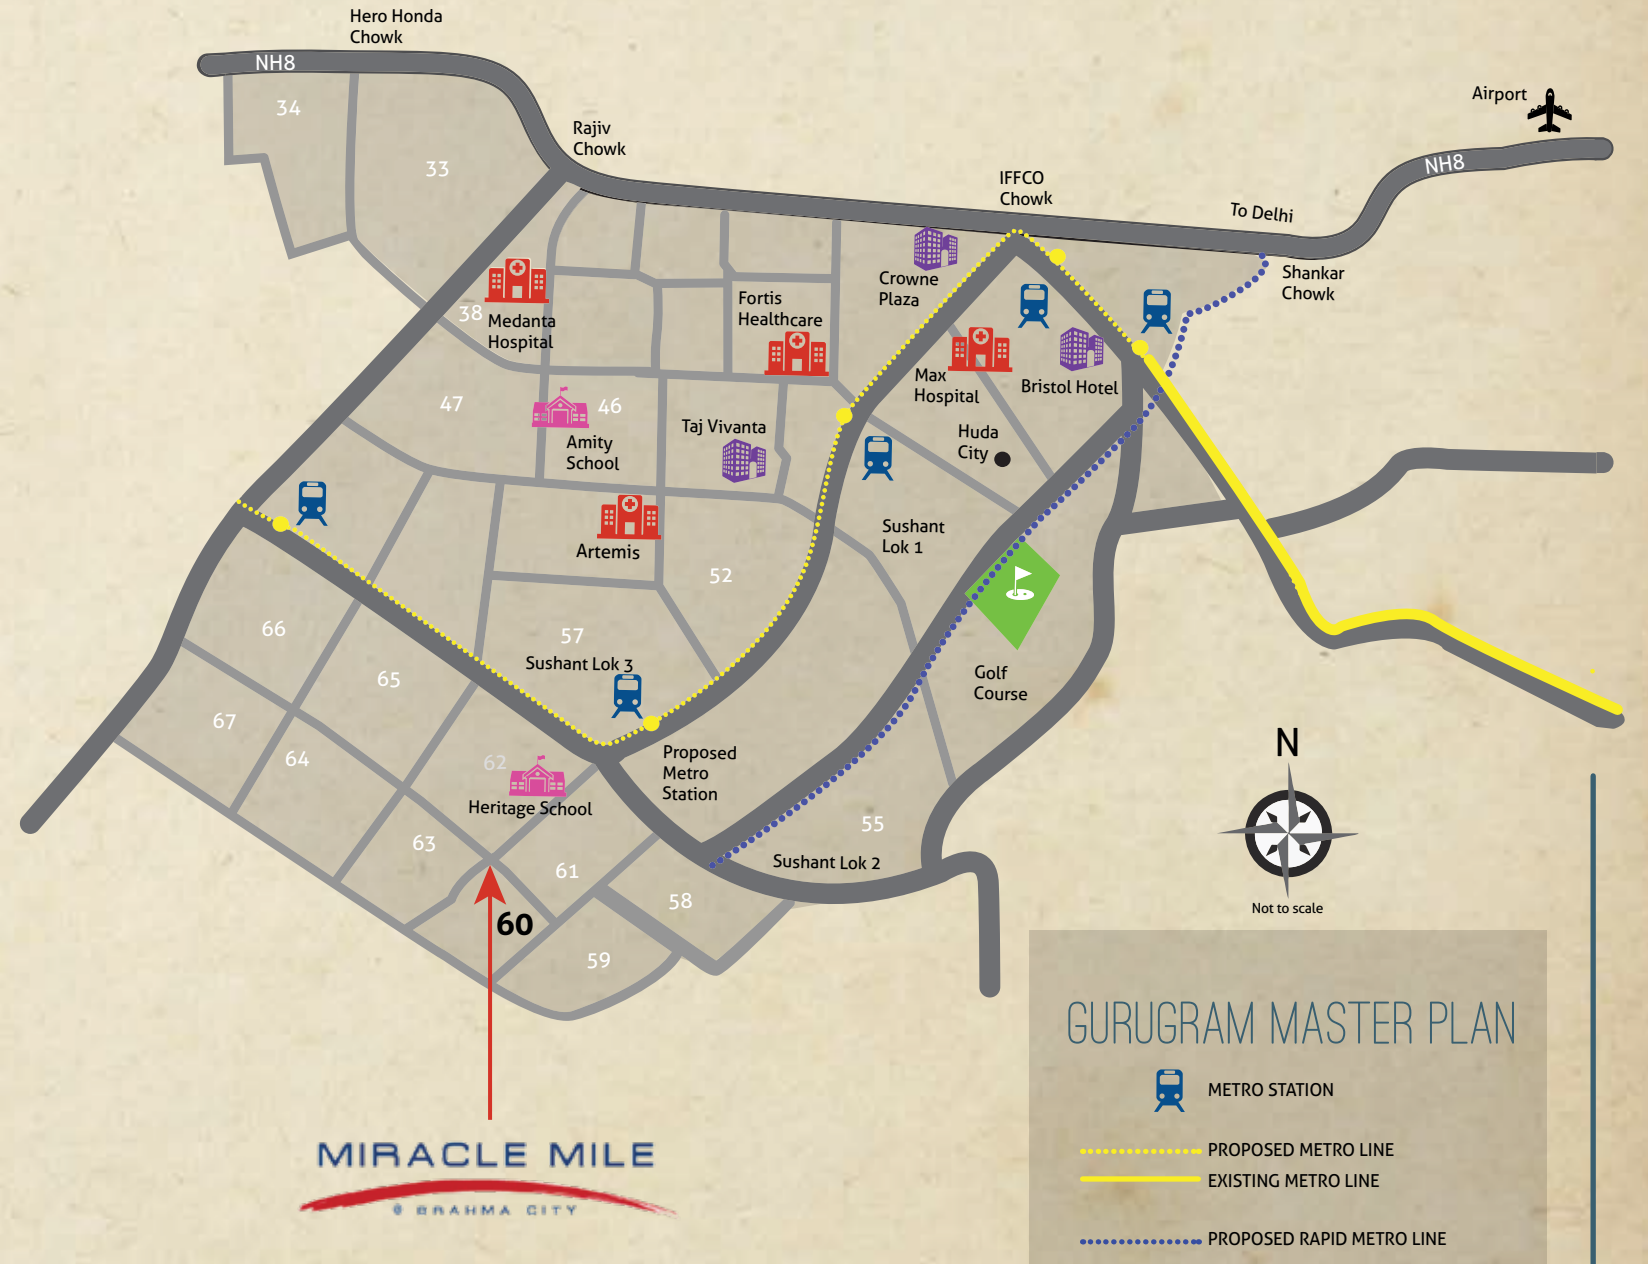 Hero Honda
Chowk
NH8
34
33
Rajiv
Chowk
Airport
NH8
IFFCO
Chowk
To Delhi
Shankar
Chowk
Crowne
Plaza
38
Medanta
Hospital
Fortis
Healthcare
Max
Hospital
Bristol Hotel
47
46
Amity
School
Taj Vivanta
Huda
City
Artemis
Sushant
Lok 1
52
66
57
Sushant Lok 3
65
Golf
Course
67
64
62
Heritage School
Proposed
Metro
Station
N
63
61
55
Sushant Lok 2
58
60
59
Not to scale
GURUGRAM MASTER PLAN
METRO STATION
PROPOSED METRO LINE
EXISTING METRO LINE
PROPOSED RAPID METRO LINE
MIRACLE MILE
@ BRAHMA CITY